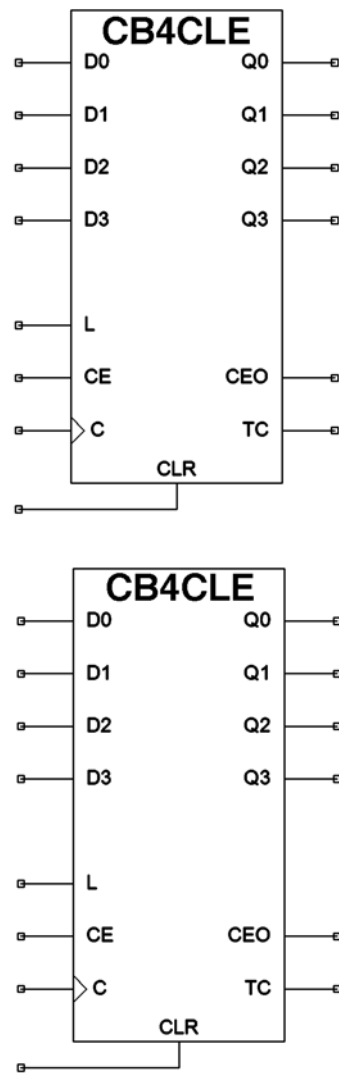 CB4CLE
D0 Q0
D1 Q1
D2 Q2
D3 Q3
L
CE CEO
C TC
CLR
CB4CLE
D0 Q0
D1 Q1
D2 Q2
D3 Q3
L
CE CEO
C TC
CLR